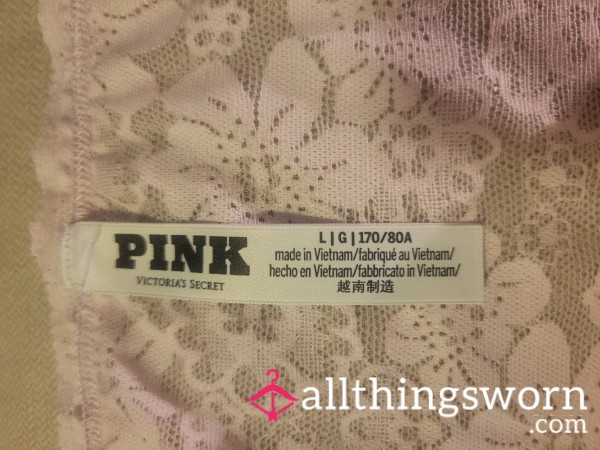 PINK
VICTORIA'S SECRET
L | G | 170/80A
made in Vietnam/fabriqué au Vietnam/
hecho en Vietnam/fabbricato in Vietnam/
越南制造
allthingsworn
.com